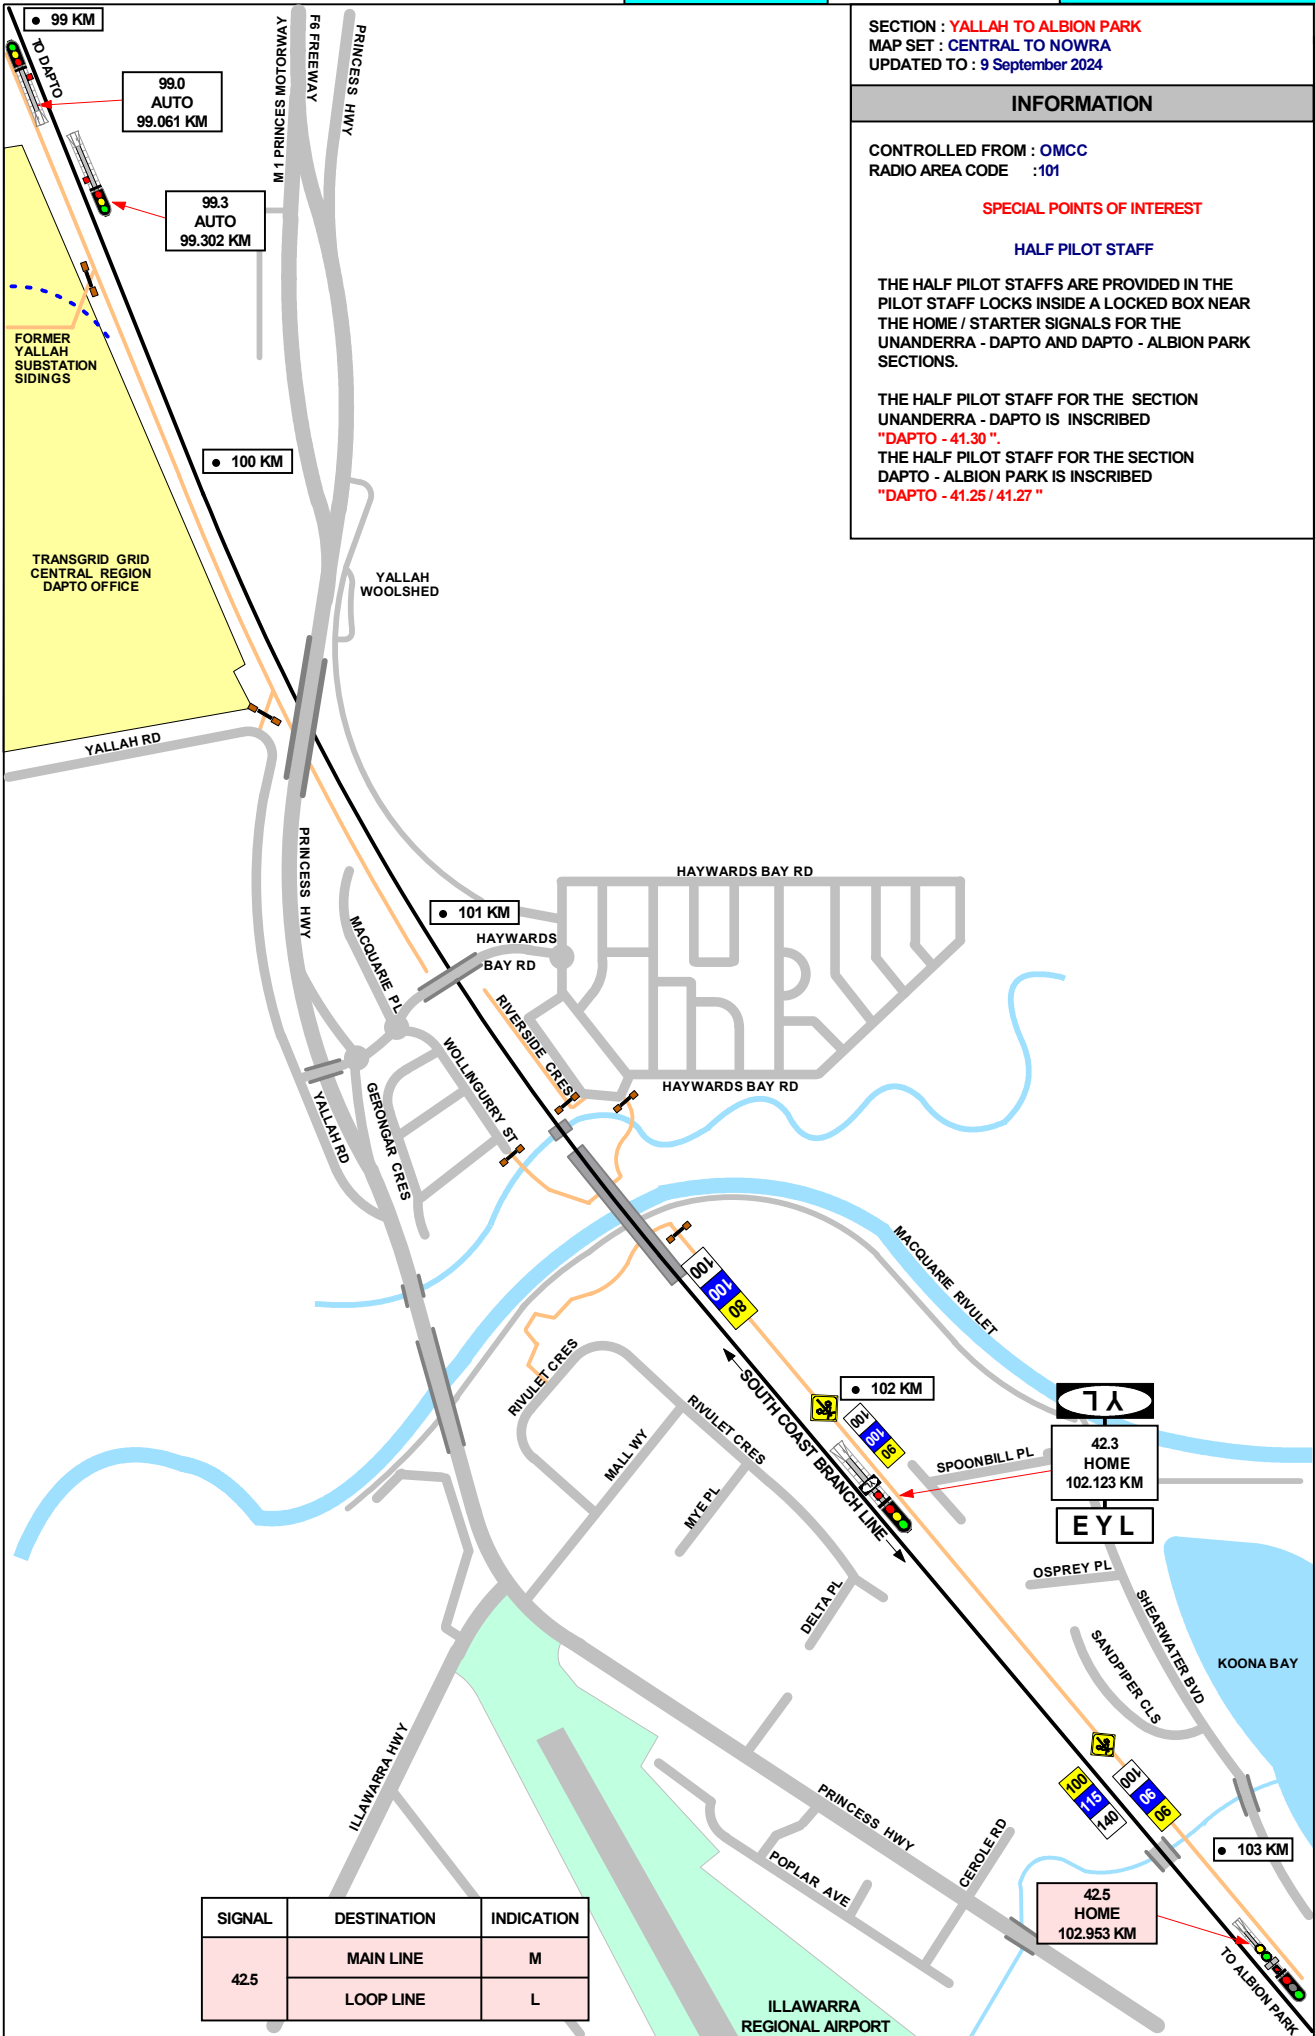 99 KM
TO DAPTO
99.0
AUTO
99.061 KM
99.3
AUTO
99.302 KM
M 1 PRINCES MOTORWAY
F6 FREEWAY
PRINCESS HWY
SECTION : YALLAH TO ALBION PARK
MAP SET : CENTRAL TO NOWRA
UPDATED TO : 9 September 2024
INFORMATION
CONTROLLED FROM : OMCC
RADIO AREA CODE :101
SPECIAL POINTS OF INTEREST
HALF PILOT STAFF
THE HALF PILOT STAFFS ARE PROVIDED IN THE
PILOT STAFF LOCKS INSIDE A LOCKED BOX NEAR
THE HOME / STARTER SIGNALS FOR THE
UNANDERRA - DAPTO AND DAPTO - ALBION PARK
SECTIONS.
THE HALF PILOT STAFF FOR THE SECTION
UNANDERRA - DAPTO IS INSCRIBED
"DAPTO - 41.30 ".
THE HALF PILOT STAFF FOR THE SECTION
DAPTO - ALBION PARK IS INSCRIBED
"DAPTO - 41.25 / 41.27 "
FORMER
YALLAH
SUBSTATION
SIDINGS
100 KM
TRANSGRID GRID
CENTRAL REGION
DAPTO OFFICE
YALLAH
WOOLSHED
YALLAH RD
PRINCESS HWY
MACQUARIE PL
101 KM
HAYWARDS
BAY RD
HAYWARDS BAY RD
RIVERSIDE CRES
WOLLINGURRY ST
HAYWARDS BAY RD
GERONGAR CRES
YALLAH RD
MACQUARIE RIVULET
100
100
80
RIVULET CRES
RIVULET CRES
MALL WY
MYE PL
DELTA PL
SOUTH COAST BRANCH LINE
102 KM
100
100
90
YL
42.3
HOME
102.123 KM
EYL
SPOONBILL PL
OSPREY PL
SHEARWATER BVD
SANDPIPER CLS
KOONA BAY
ILLAWARRA HWY
PRINCESS HWY
POPLAR AVE
CEROLE RD
100
115
140
100
90
90
103 KM
42.5
HOME
102.953 KM
TO ALBION PARK
SIGNAL DESTINATION INDICATION
42.5 MAIN LINE M
LOOP LINE L
ILLAWARRA
REGIONAL AIRPORT